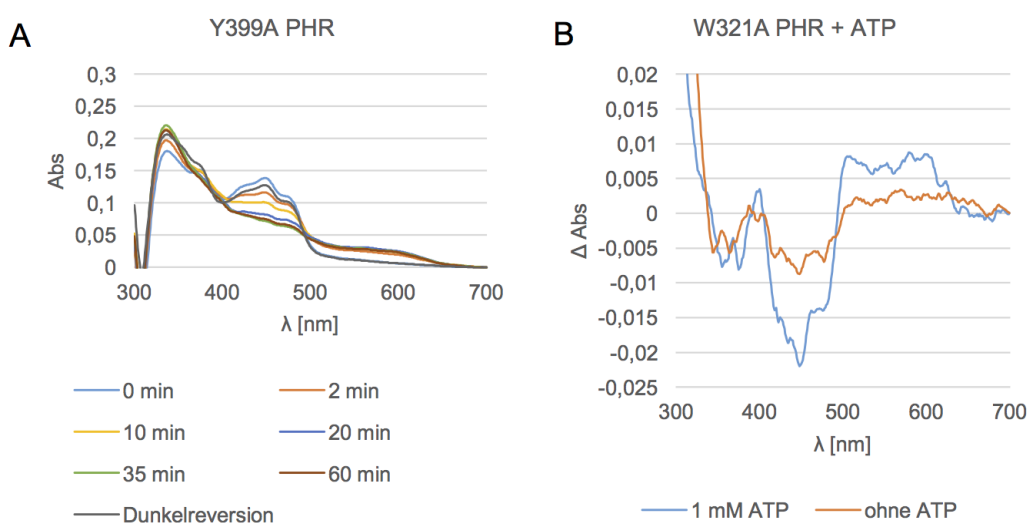 A
Y399A PHR
0,3
0,25
0,2
0,15
0,1
0,05
0
Abs
300 400 500 600 700
λ [nm]
0 min 2 min
10 min 20 min
35 min 60 min
Dunkelreversion
B
W321A PHR + ATP
0,02
0,015
0,01
0,005
0
-0,005
-0,01
-0,015
-0,02
-0,025
Δ Abs
300 400 500 600 700
λ [nm]
1 mM ATP ohne ATP